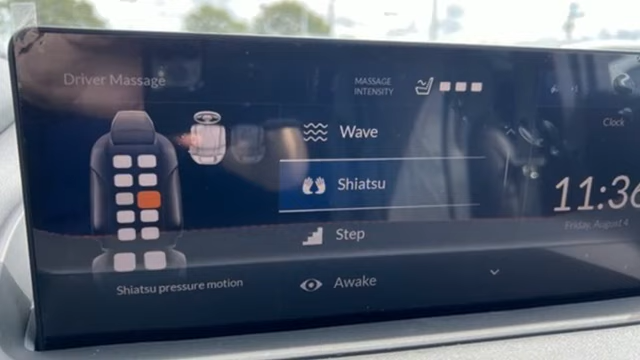 Driver Massage
MASSAGE
INTENSITY
Wave
Shiatsu
Step
Awake
Shiatsu pressure motion
Clock
11:36
Friday, August 4